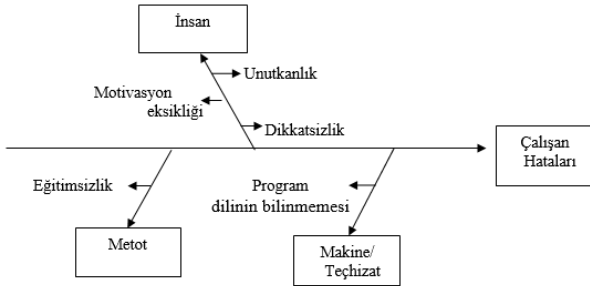 İnsan
Unutkanlık
Motivasyon
eksikliği
Dikkatsizlik
Çalışan
Hataları
Eğitimsizlik
Program
dilinin bilinmemesi
Metot
Makine/
Teçhizat